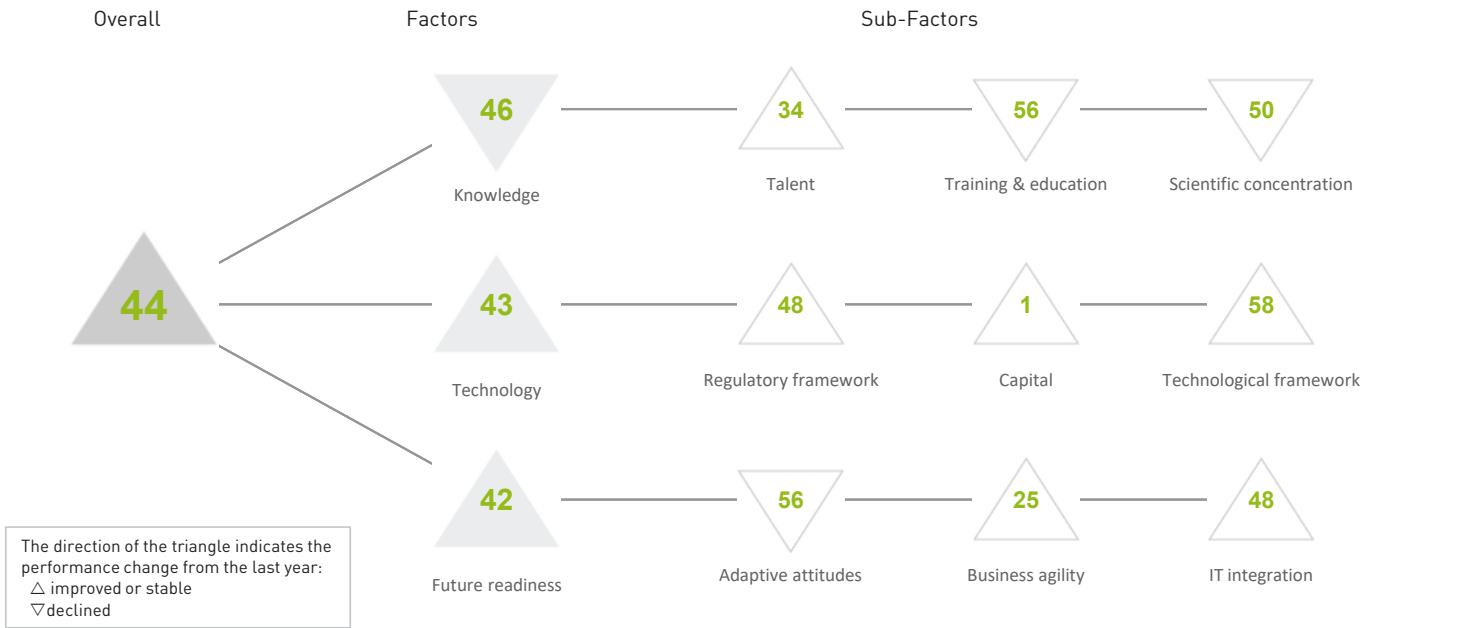 Overall
Factors
Sub-Factors
46
34
56
50
Knowledge
Talent
Training & education
Scientific concentration
44
43
48
1
58
Technology
Regulatory framework
Capital
Technological framework
42
56
25
48
Future readiness
Adaptive attitudes
Business agility
IT integration
The direction of the triangle indicates the
performance change from the last year:
△ improved or stable
▽ declined